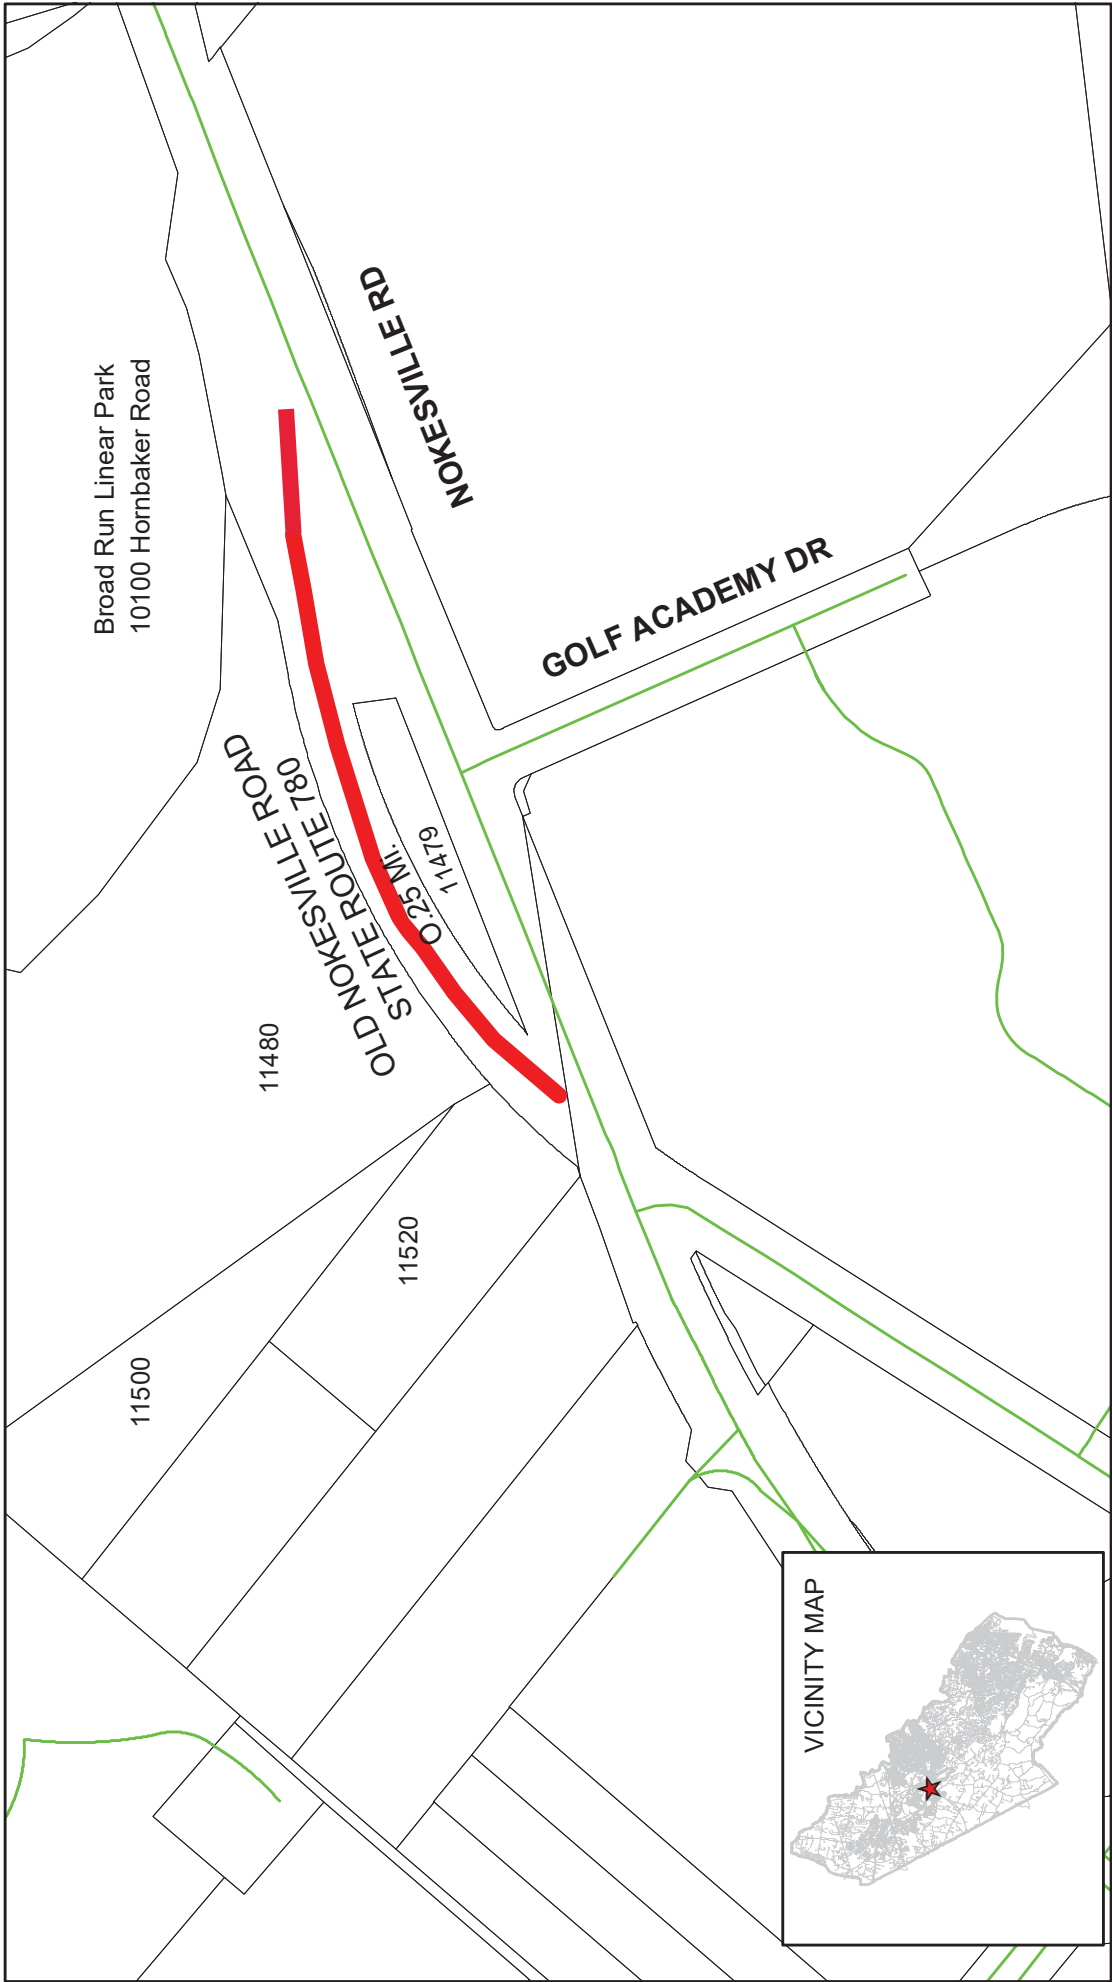 Broad Run Linear Park
10100 Hornbaker Road
NOKESVILLE RD
GOLF ACADEMY DR
OLD NOKESVILLE ROAD
STATE ROUTE 780
0.25 MI.
11479
11480
11520
11500
VICINITY MAP